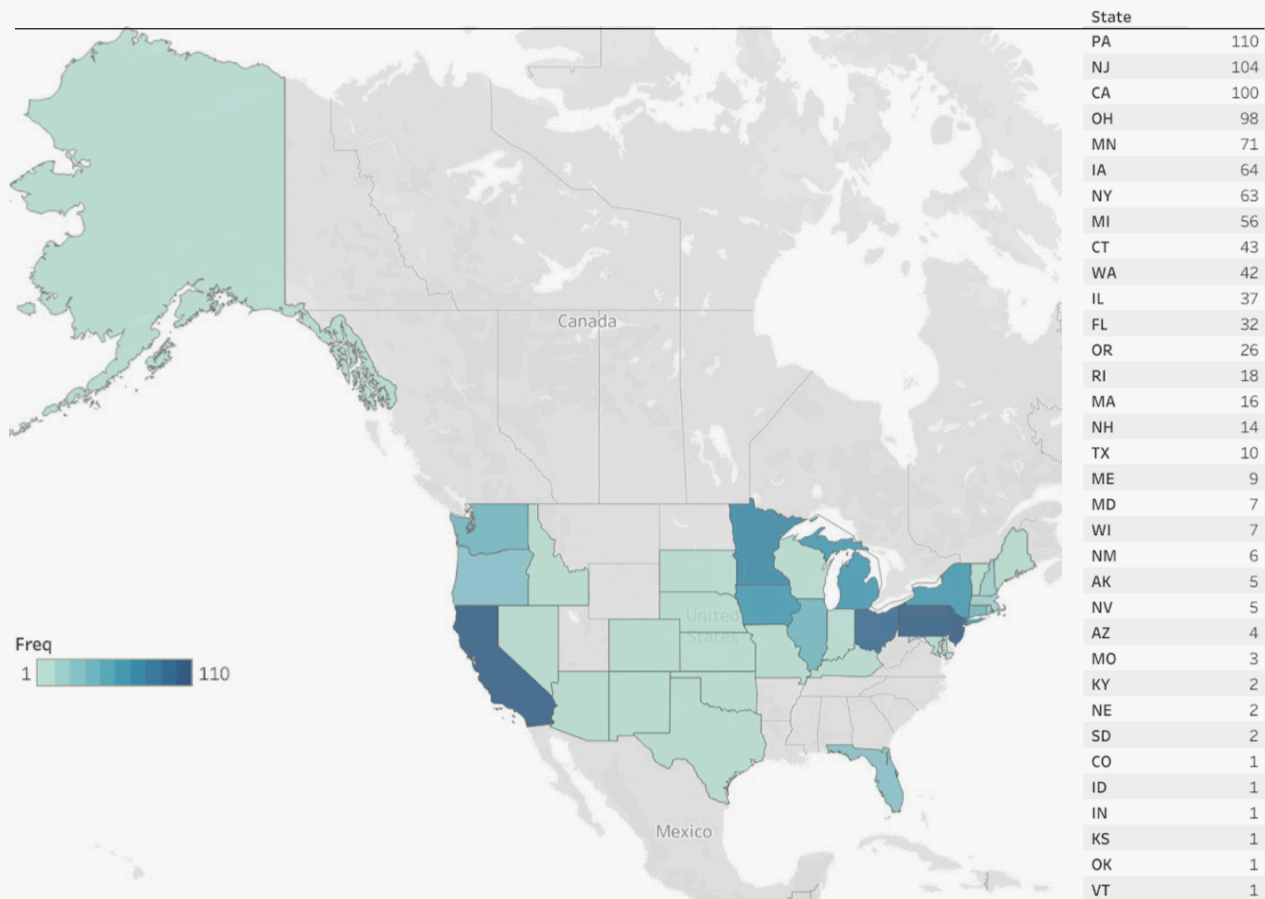 State
PA 110
NJ 104
CA 100
OH 98
MN 71
IA 64
NY 63
MI 56
CT 43
WA 42
IL 37
FL 32
OR 26
RI 18
MA 16
NH 14
TX 10
ME 9
MD 7
WI 7
NM 6
AK 5
NV 5
AZ 4
MO 3
KY 2
NE 2
SD 2
CO 1
ID 1
IN 1
KS 1
OK 1
VT 1
Canada
United
States
Mexico
Freq
1 110